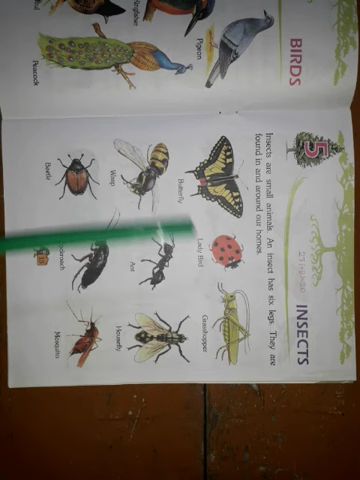 BIRDS
Kingfisher
Pigeon
Peacock
5
INSECTS
Insects are small animals. An insect has six legs. They are
found in and around our homes.
Butterfly
Lady Bird
Grasshopper
Wasp
Ant
Housefly
Beetle
Mosquito